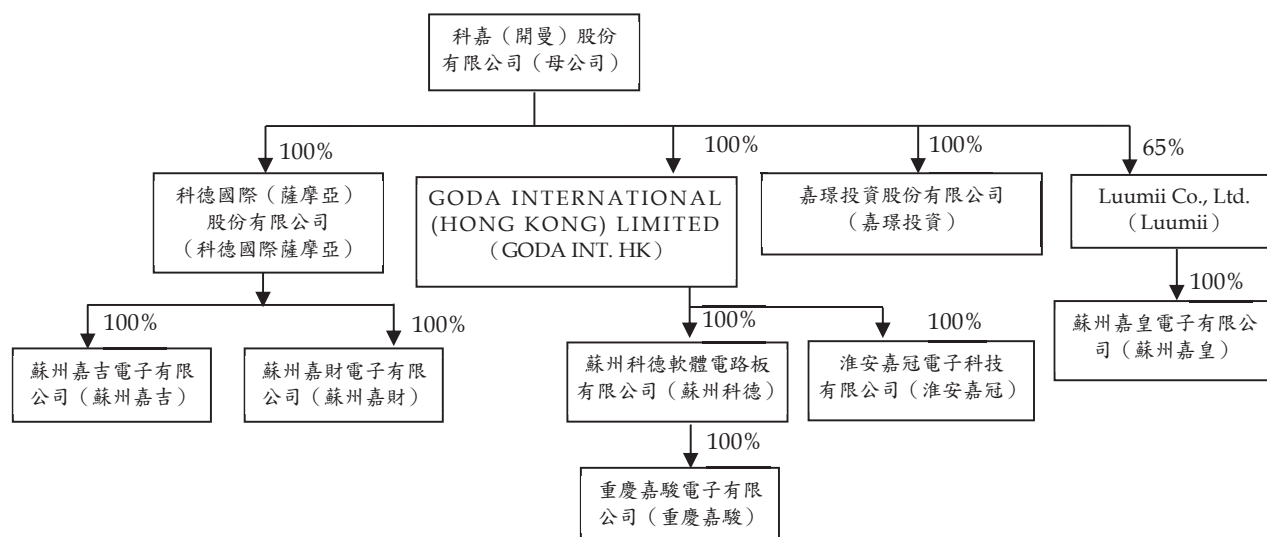 科嘉（開曼）股份
有限公司（母公司）
100%
100%
100%
65%
科德國際（薩摩亞）
股份有限公司
（科德國際薩摩亞）
GODA INTERNATIONAL
(HONG KONG) LIMITED
（GODA INT. HK）
嘉璟投資股份有限公司
（嘉璟投資）
Luumii Co., Ltd.
(Luumii)
100%
100%
100%
100%
100%
蘇州嘉吉電子有限
公司（蘇州嘉吉）
蘇州嘉財電子有限
公司（蘇州嘉財）
蘇州科德軟體電路板
有限公司（蘇州科德）
淮安嘉冠電子科技
有限公司（淮安嘉冠）
蘇州嘉皇電子有限公
司（蘇州嘉皇）
100%
重慶嘉駿電子有限
公司（重慶嘉駿）